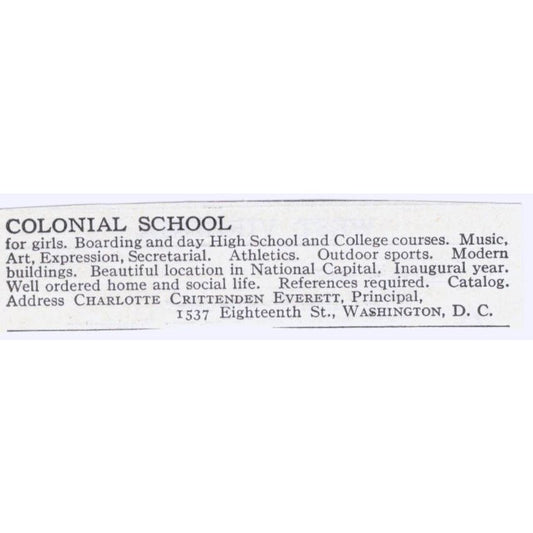 COLONIAL SCHOOL
for girls. Boarding and day High School and College courses. Music,
Art, Expression, Secretarial. Athletics. Outdoor sports. Modern
buildings. Beautiful location in National Capital. Inaugural year.
Well ordered home and social life. References required. Catalog.
Address CHARLOTTE CRITTENDEN EVERETT, Principal,
1537 Eighteenth St., WASHINGTON, D. C.